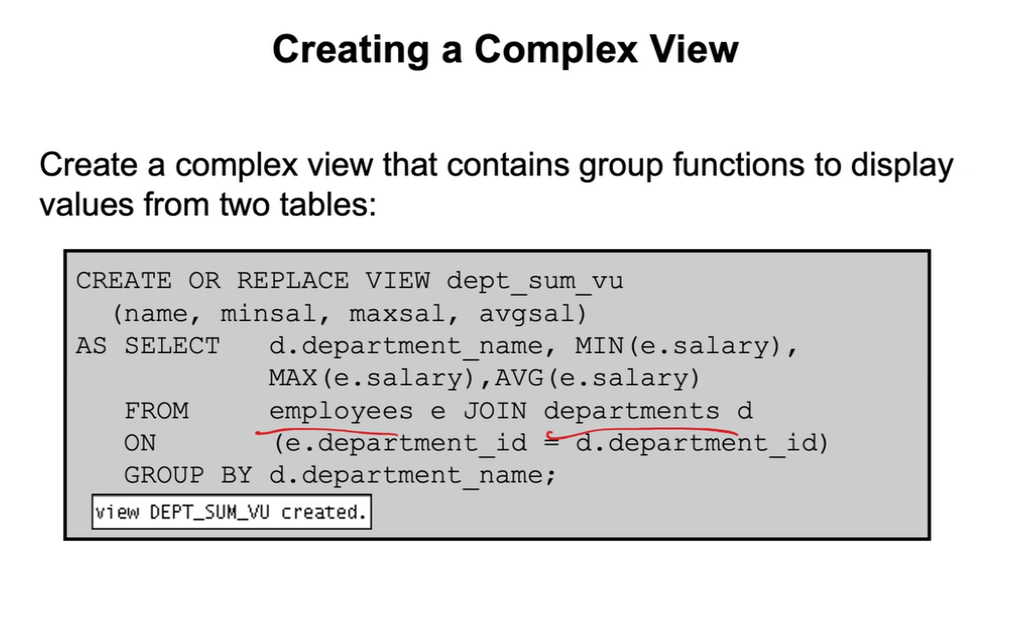 Creating a Complex View
Create a complex view that contains group functions to display
values from two tables:
CREATE OR REPLACE VIEW dept_sum_vu
(name, minsal, maxsal, avgsal)
AS SELECT d.department_name, MIN(e.salary),
MAX(e.salary),AVG(e.salary)
FROM employees e JOIN departments d
ON (e.department_id = d.department_id)
GROUP BY d.department_name;
view DEPT_SUM_VU created.